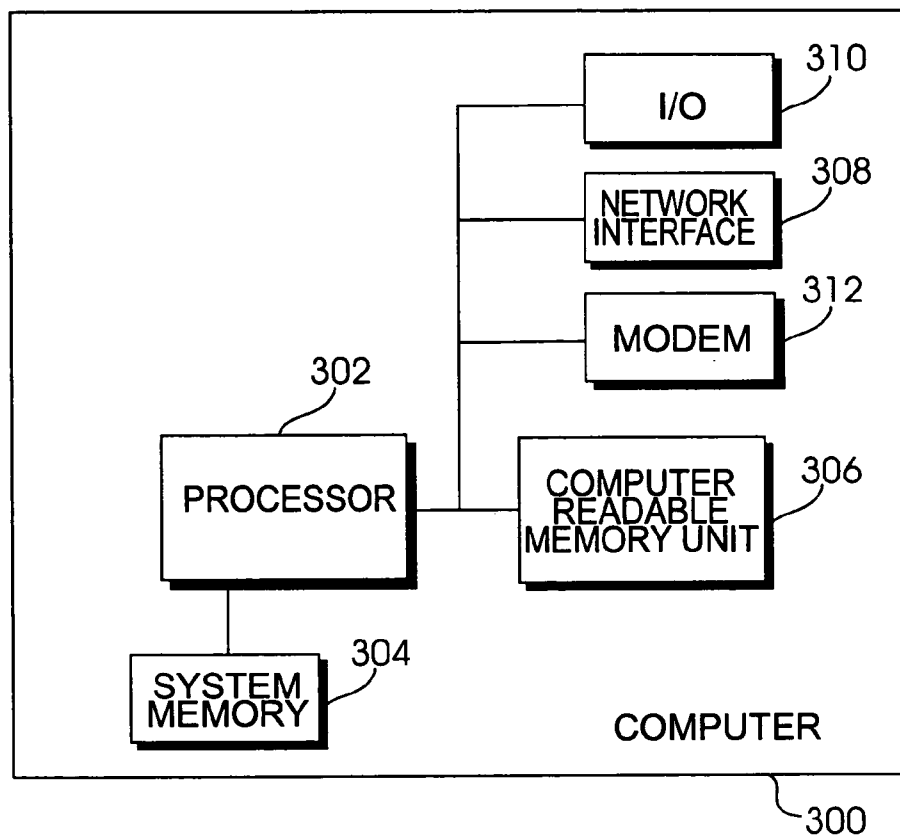 310
I/O
308
NETWORK
INTERFACE
312
MODEM
302
PROCESSOR
COMPUTER
READABLE
MEMORY UNIT
306
304
SYSTEM
MEMORY
COMPUTER
300